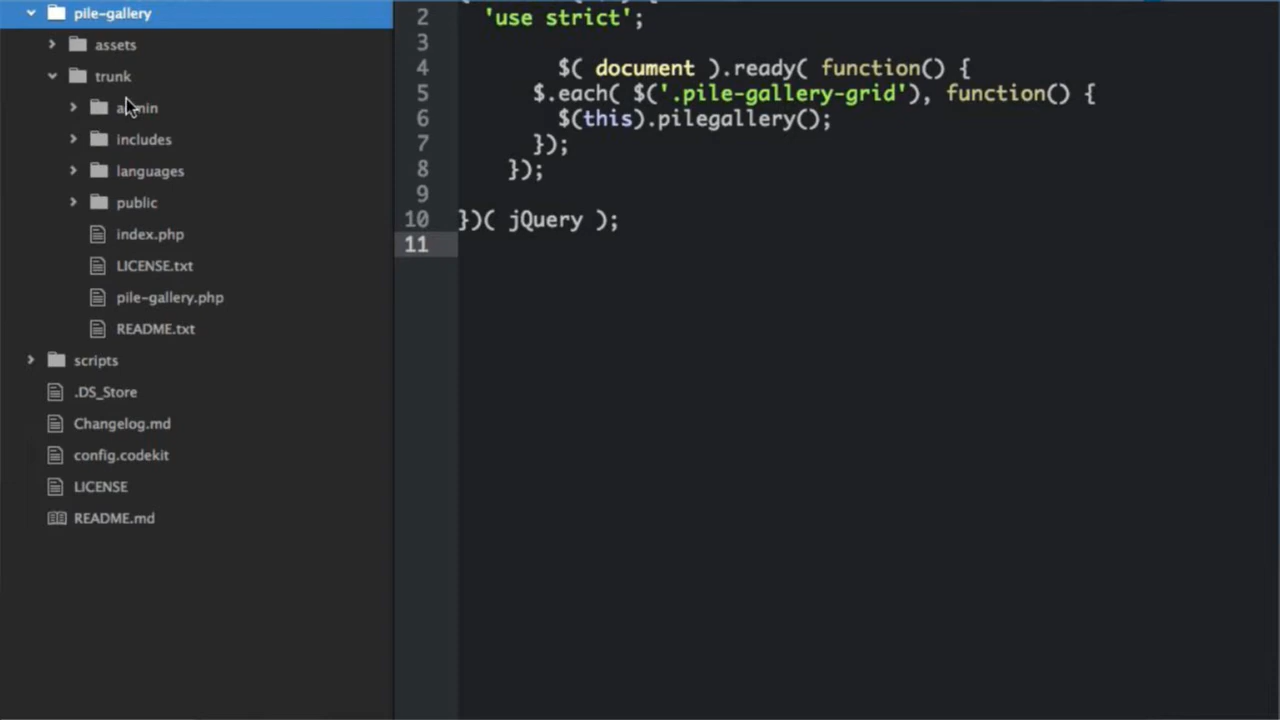 pile-gallery
assets
trunk
admin
includes
languages
public
index.php
LICENSE.txt
pile-gallery.php
README.txt
scripts
.DS_Store
Changelog.md
config.codekit
LICENSE
README.md
2 'use strict';
3
4 $( document ).ready( function() {
5 $.each( $('.pile-gallery-grid'), function() {
6 $(this).pilegallery();
7 });
8 });
9
10 })( jQuery );
11